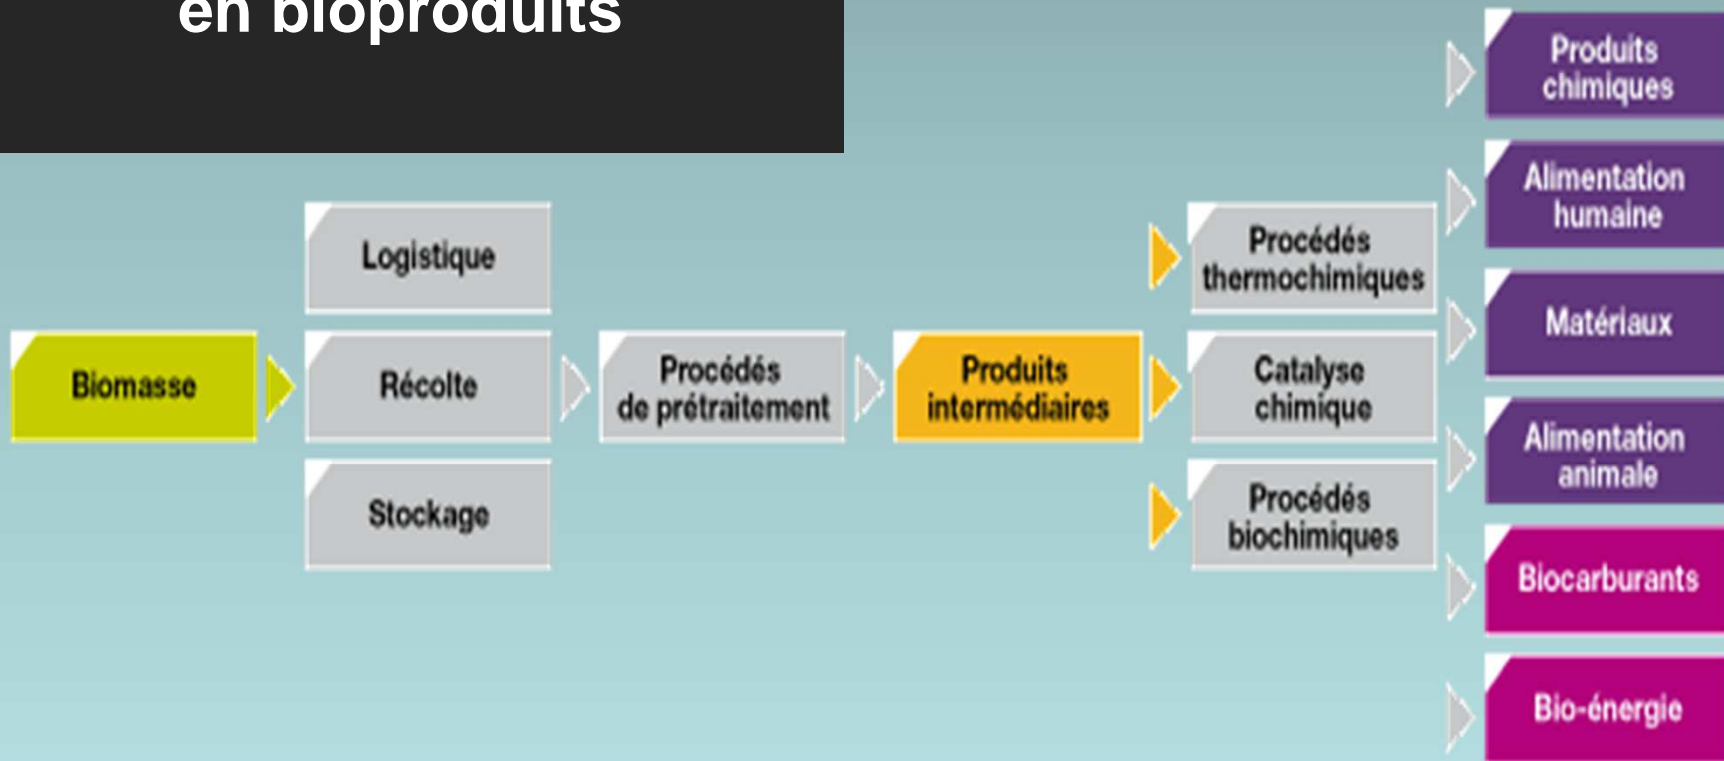 en bioproduits
Biomasse
Logistique
Récolte
Stockage
Procédés
de prétraitement
Produits
intermédiaires
Procédés
thermochimiques
Catalyse
chimique
Procédés
biochimiques
Produits
chimiques
Alimentation
humaine
Matériaux
Alimentation
animale
Biocarburants
Bio-énergie